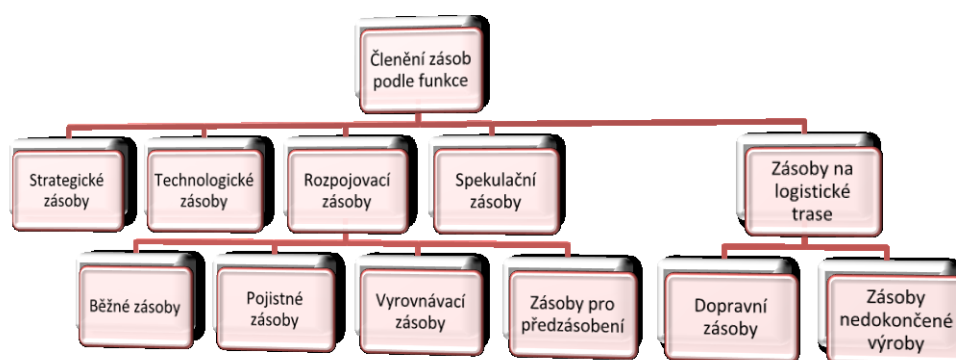 Členění zásob
podle funkce
Strategické
zásoby
Technologické
zásoby
Rozpojovací
zásoby
Spekulační
zásoby
Zásoby na
logistické
trase
Běžné zásoby
Pojistné
zásoby
Vyrovnávací
zásoby
Zásoby pro
předzásobení
Dopravní
zásoby
Zásoby
nedokončené
výroby